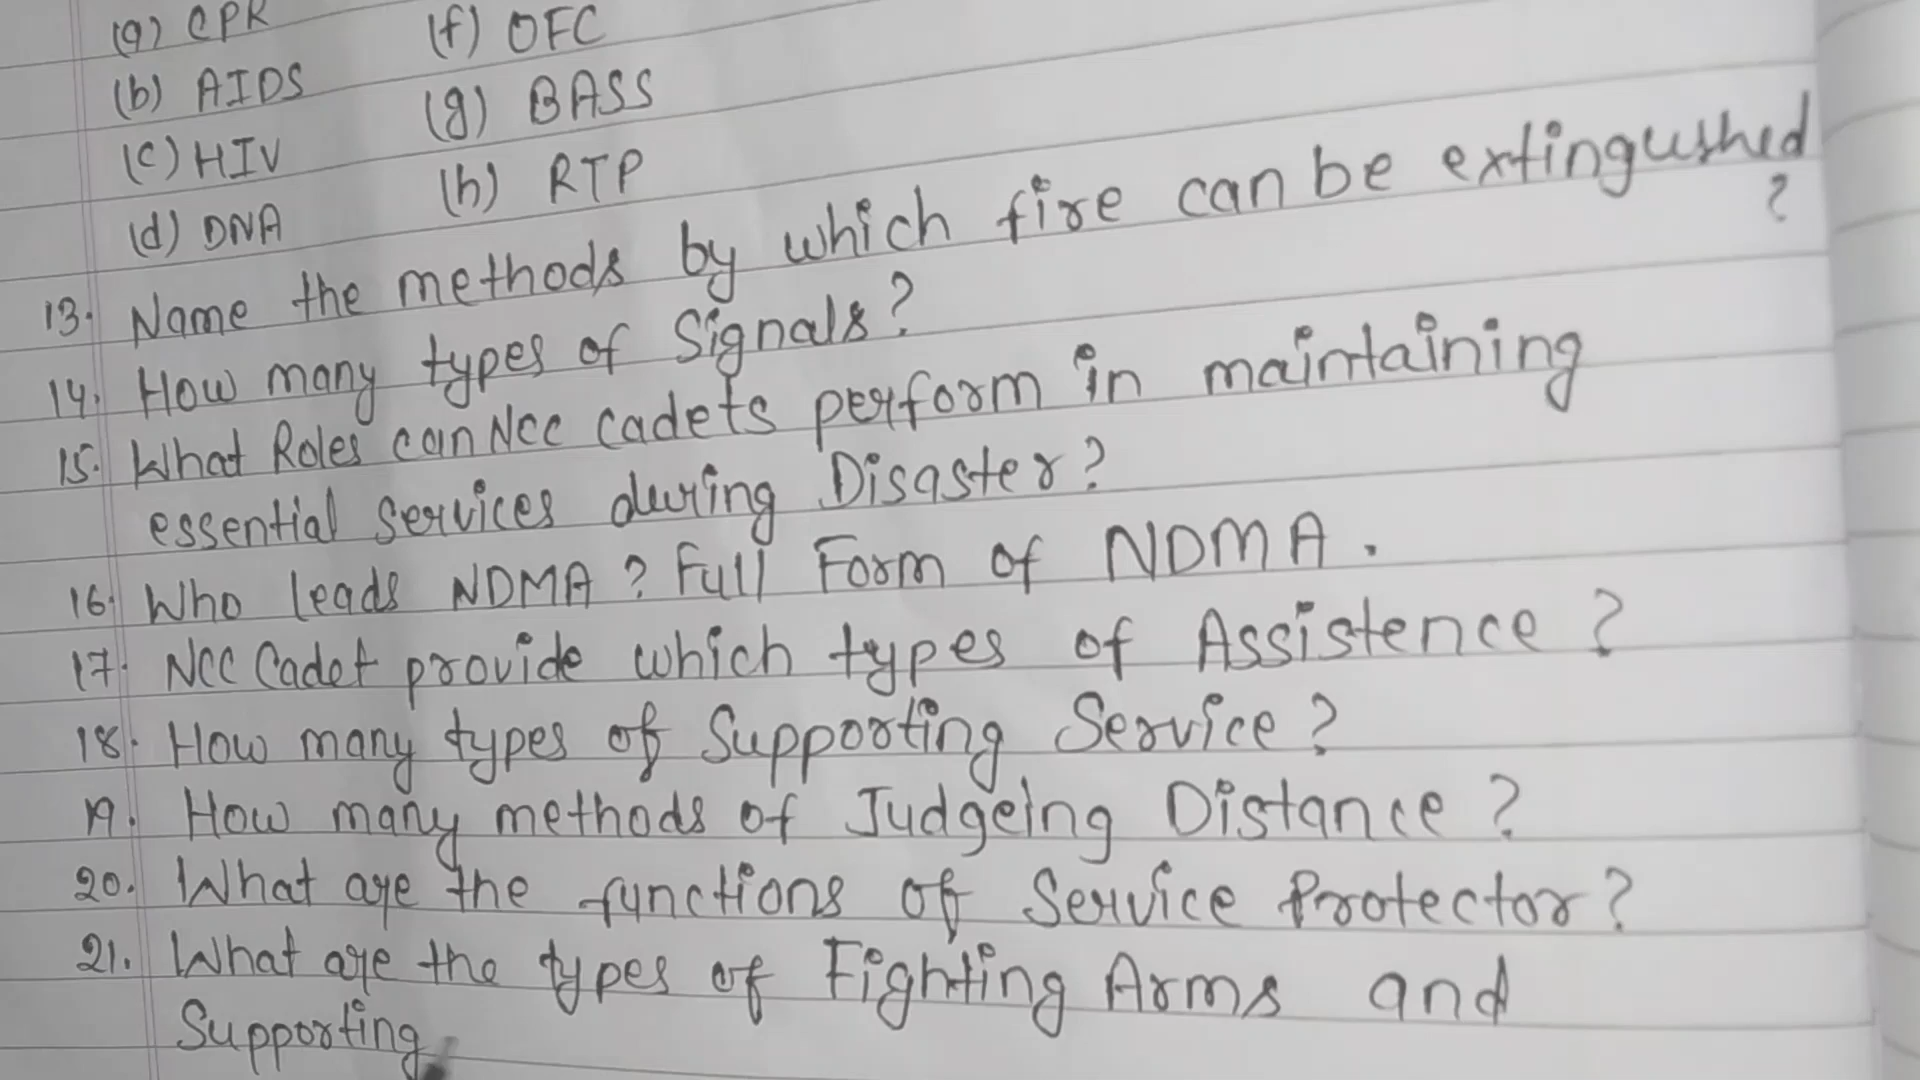 (a) CPR (f) OFC
(b) AIDS (g) BASS
(c) HIV (h) RTP
(d) DNA
13. Name the methods by which fire can be extinguished
?
14. How many types of Signals?
15. What Roles can NCC Cadets perform in maintaining
essential services during Disaster?
16. Who leads NDMA? Full Form of NDMA.
17. NCC Cadet provide which types of Assistence?
18. How many types of Supporting Service?
19. How many methods of Judgeing Distance?
20. What are the functions of Service Protector?
21. What are the types of Fighting Arms and
Supporting